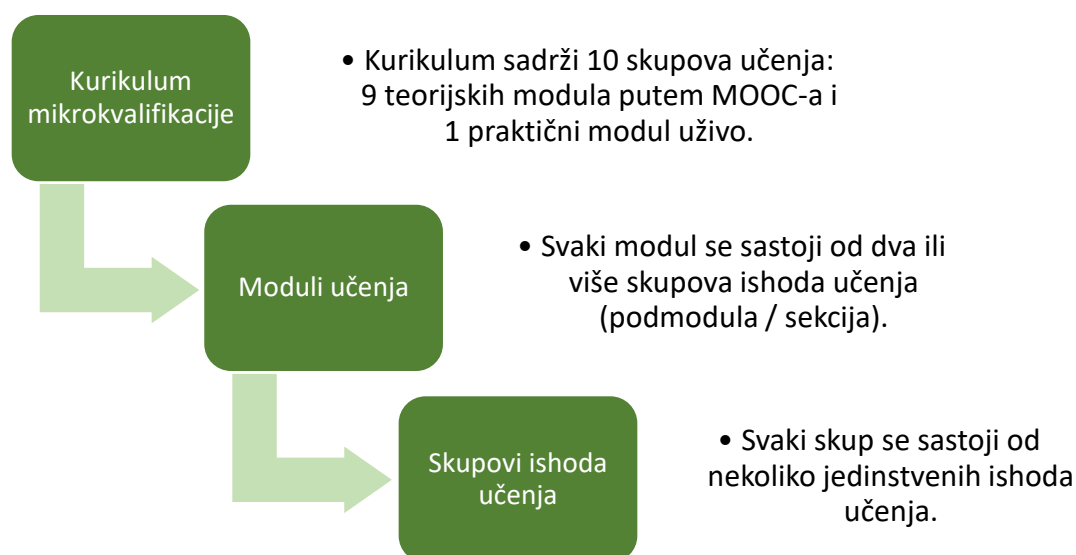 Kurikulum
mikrokvalifikacije
• Kurikulum sadrži 10 skupova učenja:
9 teorijskih modula putem MOOC-a i
1 praktični modul uživo.
Moduli učenja
• Svaki modul se sastoji od dva ili
više skupova ishoda učenja
(podmodula / sekcija).
Skupovi ishoda
učenja
• Svaki skup se sastoji od
nekoliko jedinstvenih ishoda
učenja.